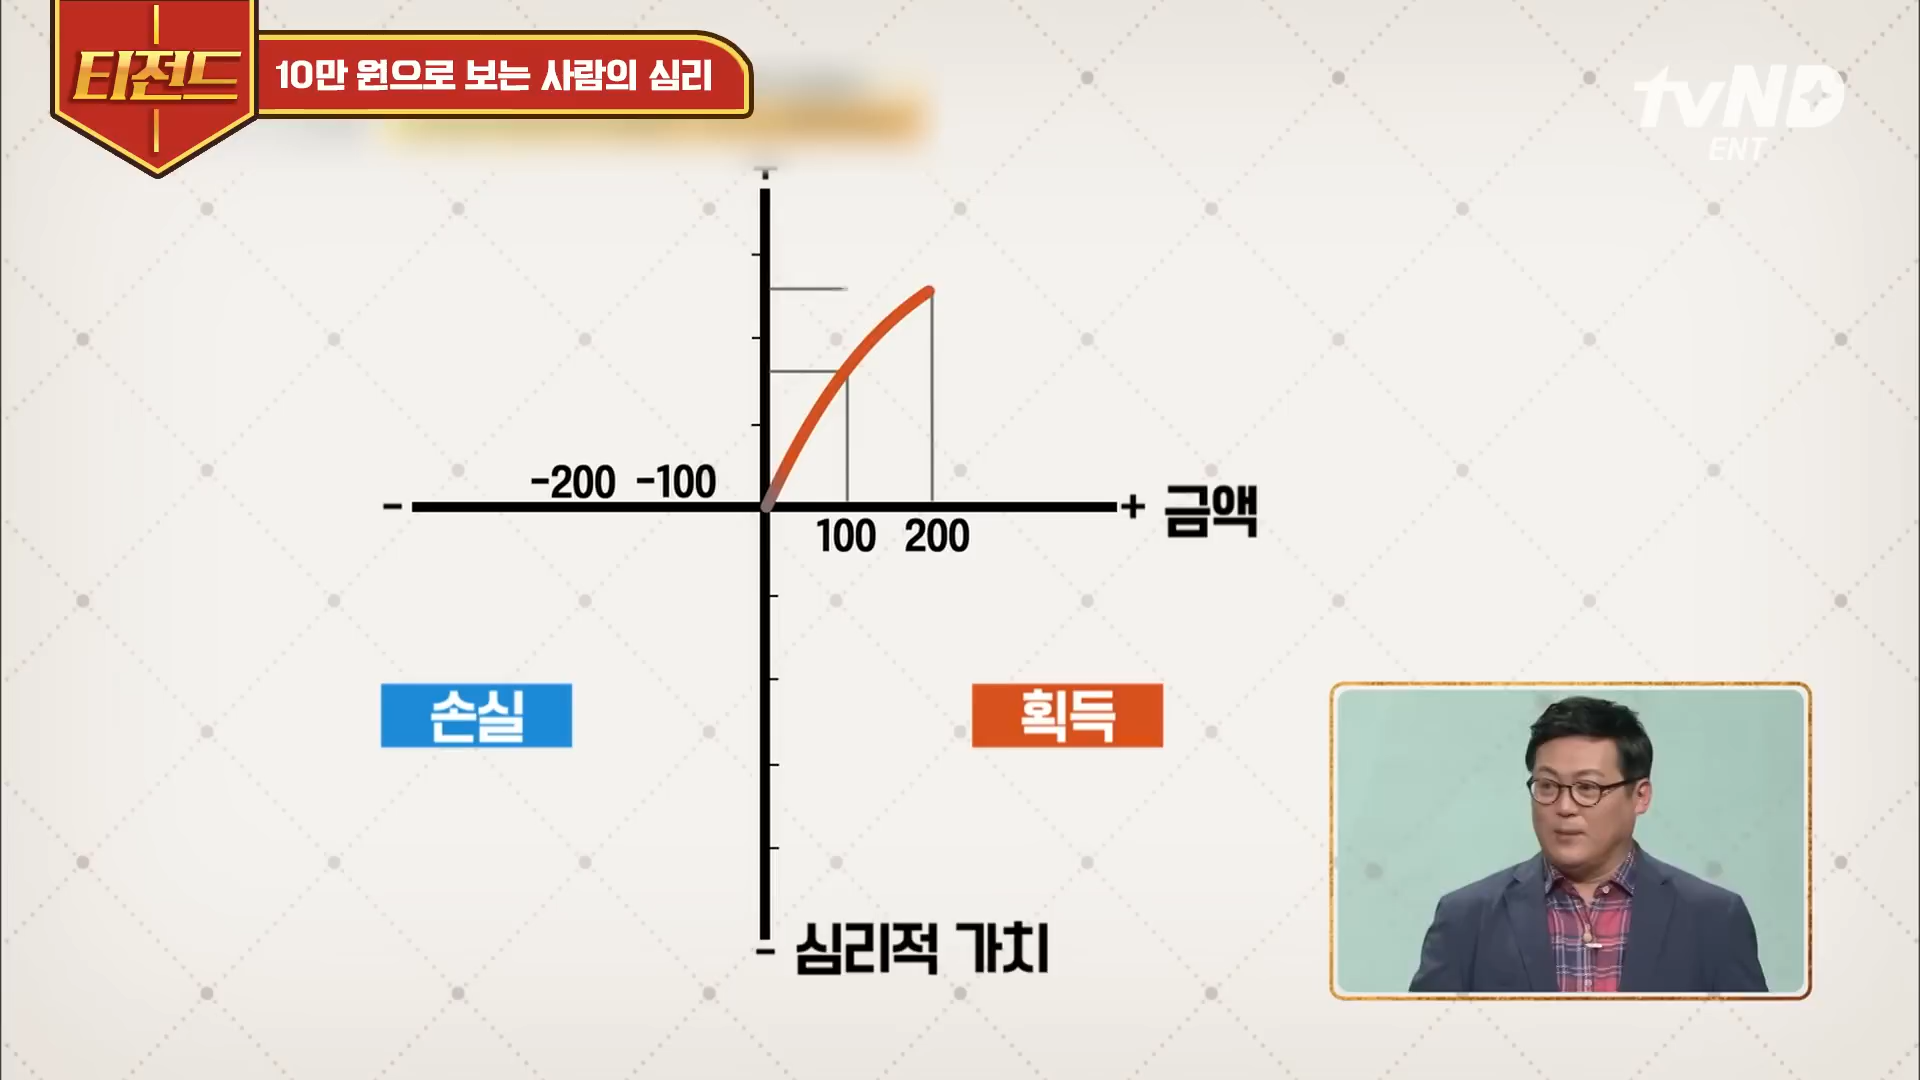 티전드
10만 원으로 보는 사람의 심리
tvND
ENT
-200 -100
- + 금액
100 200
손실
획득
- 심리적 가치